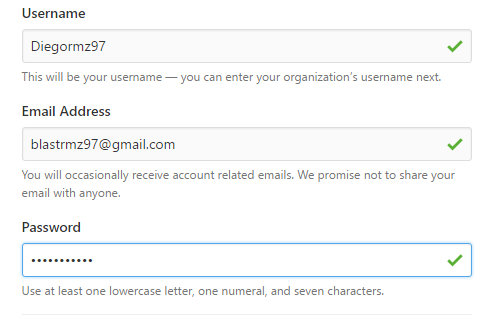 Username
Diegormz97
This will be your username — you can enter your organization's username next.
Email Address
blastrmz97@gmail.com
You will occasionally receive account related emails. We promise not to share your
email with anyone.
Password
•••••••••••
Use at least one lowercase letter, one numeral, and seven characters.